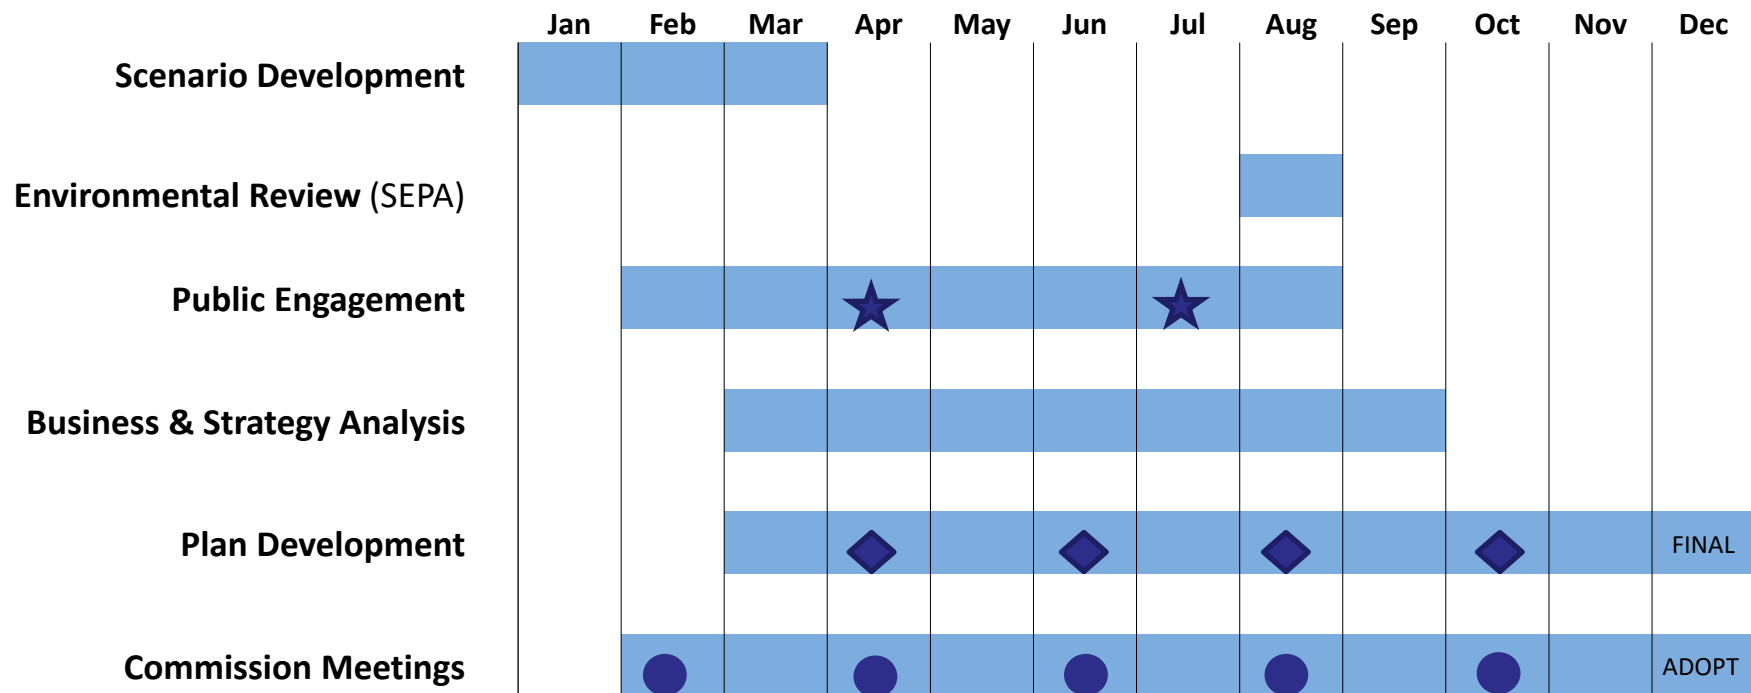 Jan Feb Mar Apr May Jun Jul Aug Sep Oct Nov Dec
Scenario Development
Environmental Review (SEPA)
Public Engagement
Business & Strategy Analysis
Plan Development FINAL
Commission Meetings ADOPT